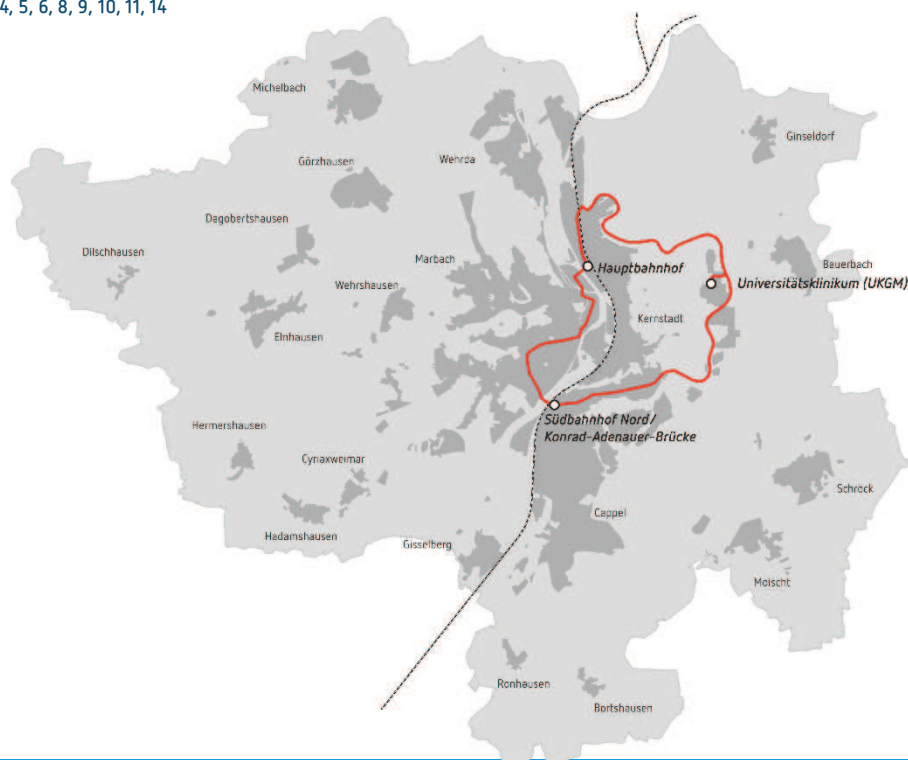 4, 5, 6, 8, 9, 10, 11, 14
Michelbach
Ginseldorf
Görzhausen
Wehrda
Dagobertshausen
Dilschhausen
Marbach
Hauptbahnhof
Bauerbach
Universitätsklinikum (UKGM)
Wehrshausen
Kernstadt
Elnhausen
Südbahnhof Nord/
Konrad-Adenauer-Brücke
Hermershausen
Cyriaxweimar
Schröck
Cappel
Hadamshausen
Gisselberg
Moischt
Ronhausen
Bortshausen